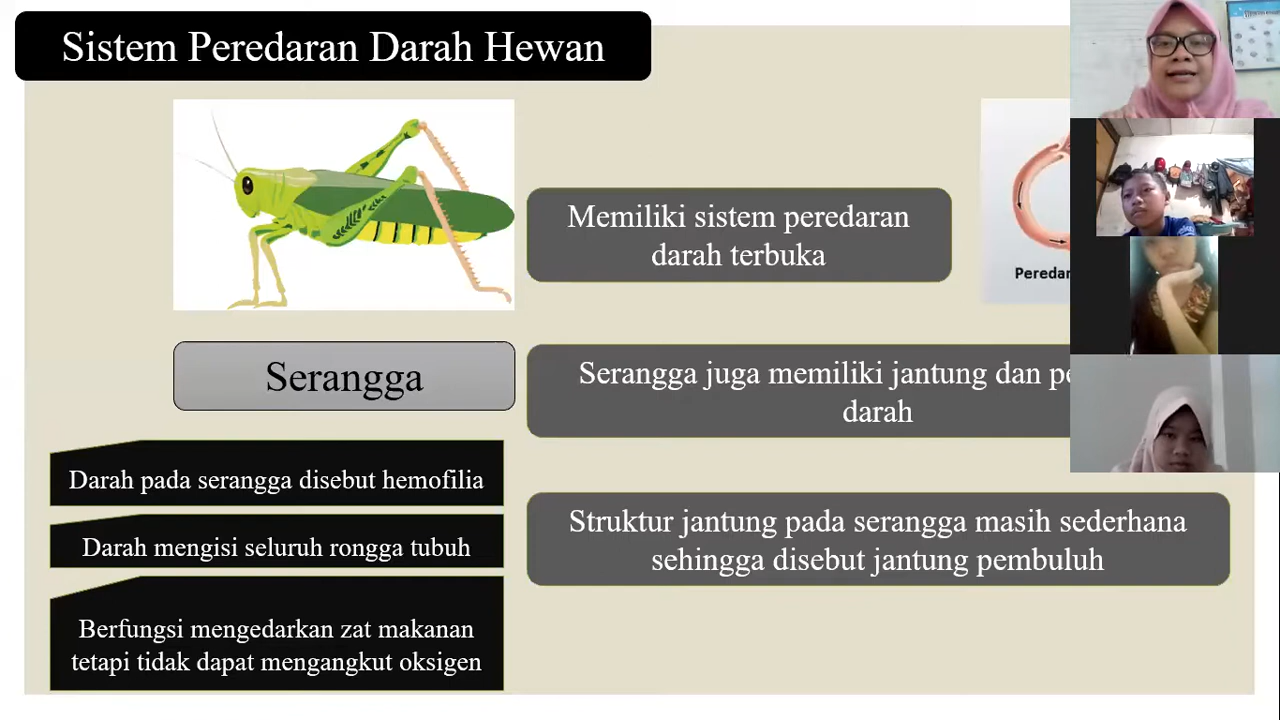 Sistem Peredaran Darah Hewan
Memiliki sistem peredaran
darah terbuka
Serangga
Serangga juga memiliki jantung dan
darah
Darah pada serangga disebut hemofilia
Darah mengisi seluruh rongga tubuh
Berfungsi mengedarkan zat makanan
tetapi tidak dapat mengangkut oksigen
Struktur jantung pada serangga masih sederhana
sehingga disebut jantung pembuluh